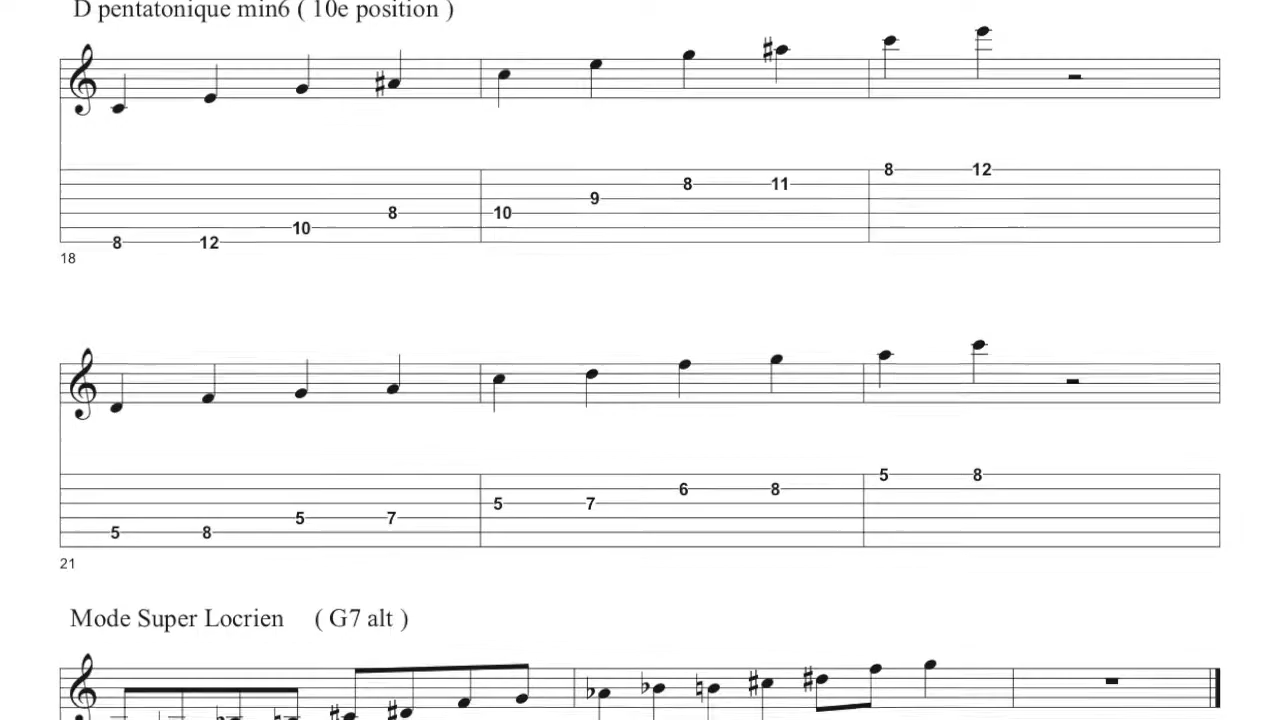 D pentatonique min6 ( 10e position )
8 12 10 8 10 9 8 11 8 12
18
5 8 5 7 5 7 6 8 5 8
21
Mode Super Locrien ( G7 alt )